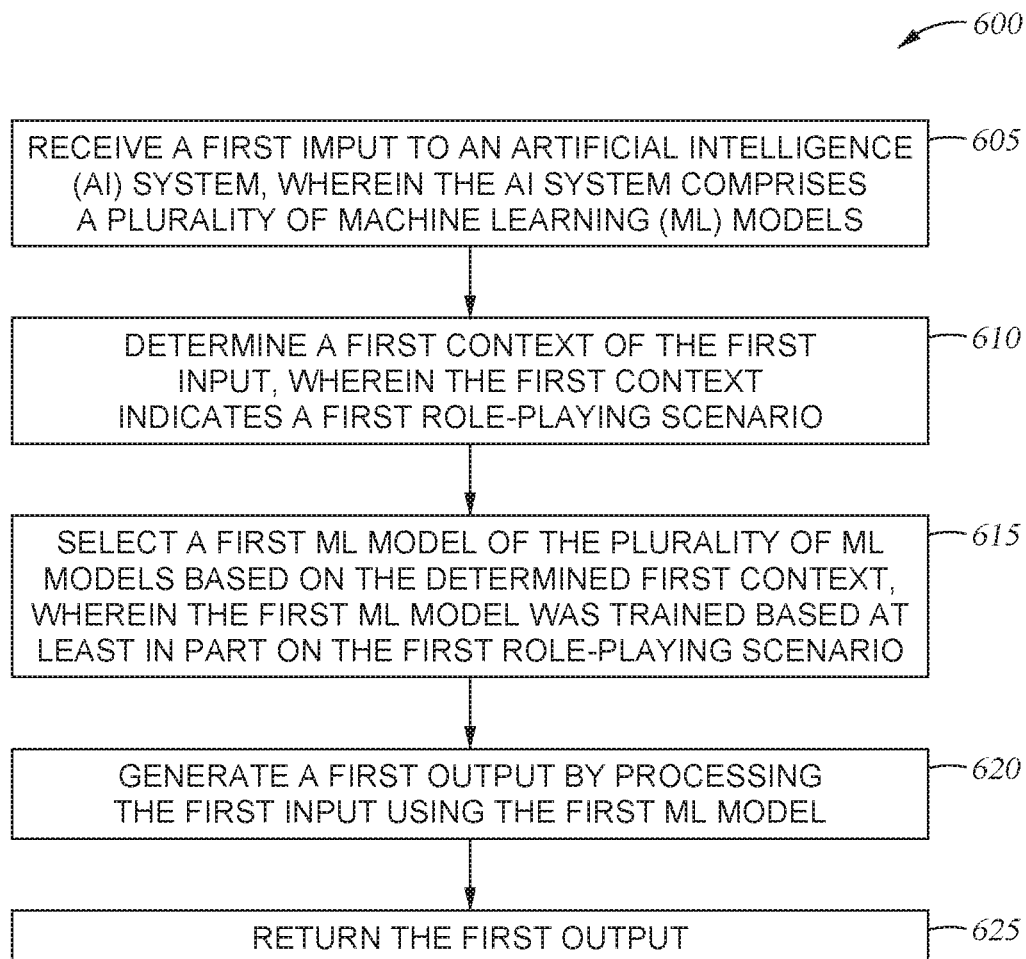 600
RECEIVE A FIRST IMPUT TO AN ARTIFICIAL INTELLIGENCE
(AI) SYSTEM, WHEREIN THE AI SYSTEM COMPRISES
A PLURALITY OF MACHINE LEARNING (ML) MODELS
605
DETERMINE A FIRST CONTEXT OF THE FIRST
INPUT, WHEREIN THE FIRST CONTEXT
INDICATES A FIRST ROLE-PLAYING SCENARIO
610
SELECT A FIRST ML MODEL OF THE PLURALITY OF ML
MODELS BASED ON THE DETERMINED FIRST CONTEXT,
WHEREIN THE FIRST ML MODEL WAS TRAINED BASED AT
LEAST IN PART ON THE FIRST ROLE-PLAYING SCENARIO
615
GENERATE A FIRST OUTPUT BY PROCESSING
THE FIRST INPUT USING THE FIRST ML MODEL
620
RETURN THE FIRST OUTPUT
625